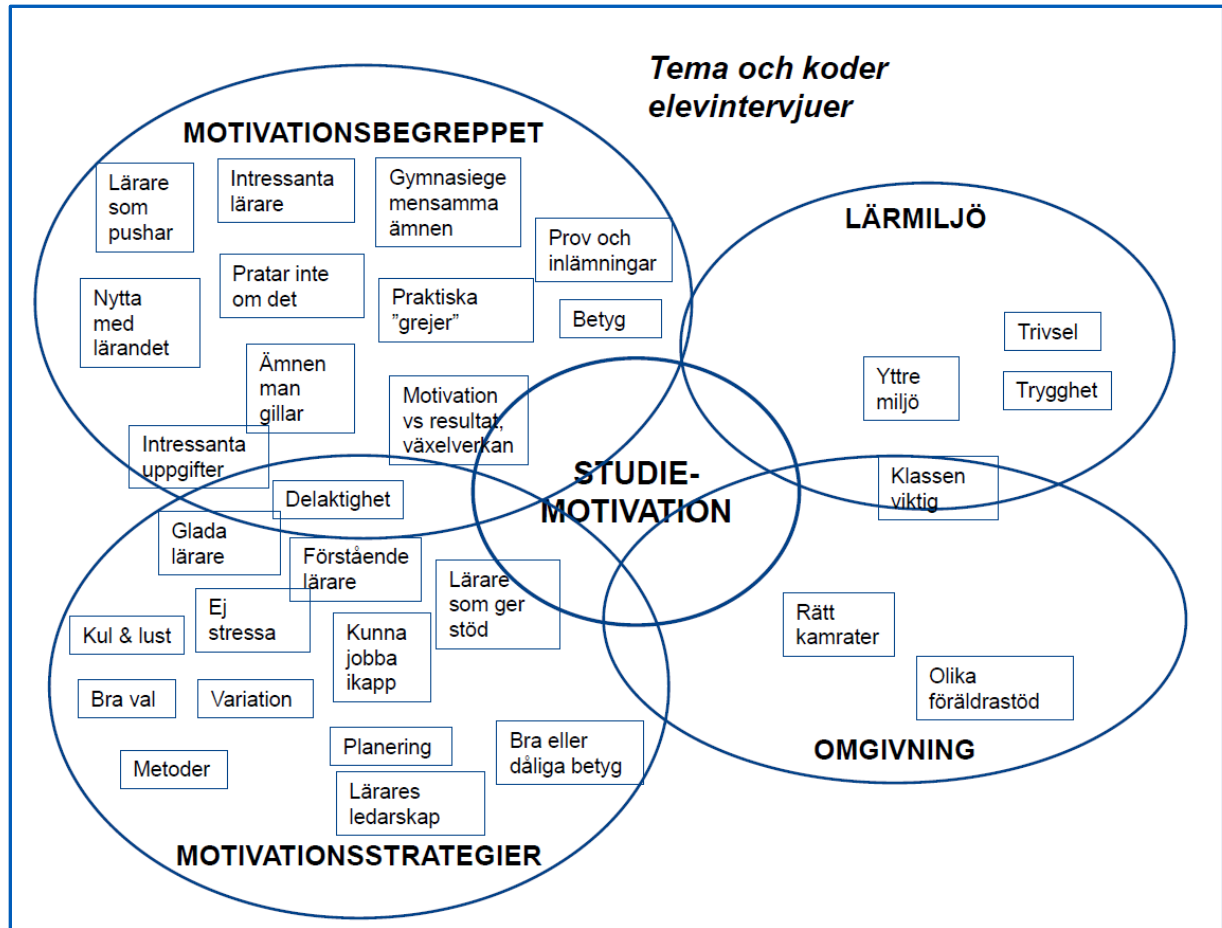 Tema och koder
elevintervjuer
MOTIVATIONSBEGREPPET
Lärare
som
pushar
Intressanta
lärare
Gymnasiege
mensamma
ämnen
Prov och
inlämningar
Nytta
med
lärandet
Pratar inte
om det
Praktiska
"grejer"
Betyg
Ämnen
man
gillar
Motivation
vs resultat,
växelverkan
Intressanta
uppgifter
Delaktighet
LÄRMILJÖ
Trivsel
Yttre
miljö
Trygghet
Klassen
viktig
STUDIE-
MOTIVATION
Glada
lärare
Förstående
lärare
Lärare
som ger
stöd
Kul & lust
Ej
stressa
Kunna
jobba
ikapp
Bra val
Variation
Metoder
Planering
Bra eller
dåliga betyg
Lärares
ledarskap
MOTIVATIONSSTRATEGIER
Rätt
kamrater
Olika
föräldrastöd
OMGIVNING